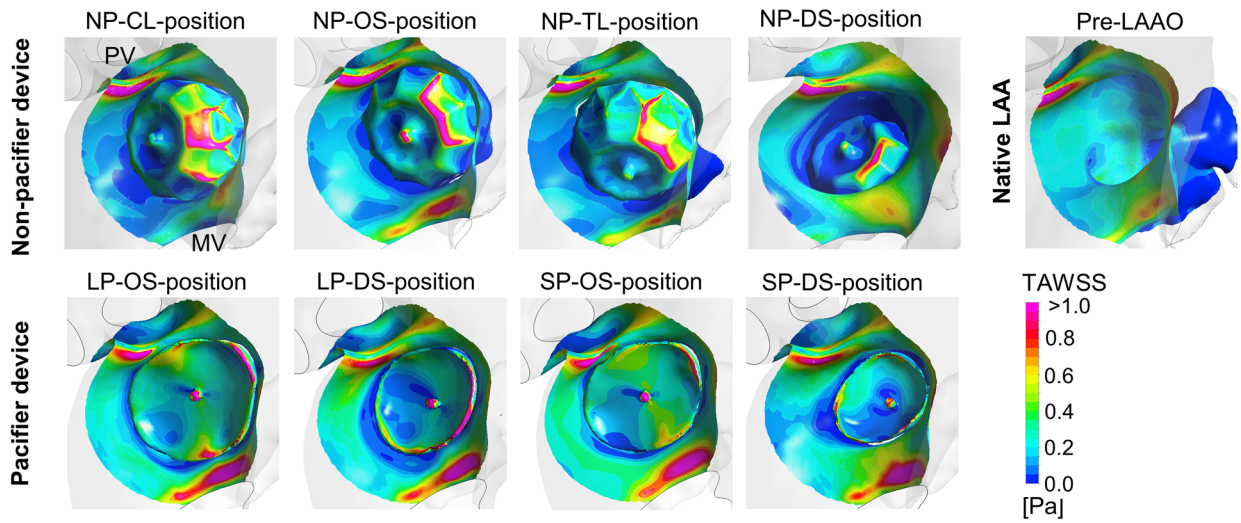 NP-CL-position NP-OS-position NP-TL-position NP-DS-position Pre-LAAO
Non-pacifier device
PV
MV
Native LAA
LP-OS-position LP-DS-position SP-OS-position SP-DS-position
Pacifier device
TAWSS
>1.0
0.8
0.6
0.4
0.2
0.0
[Pa]